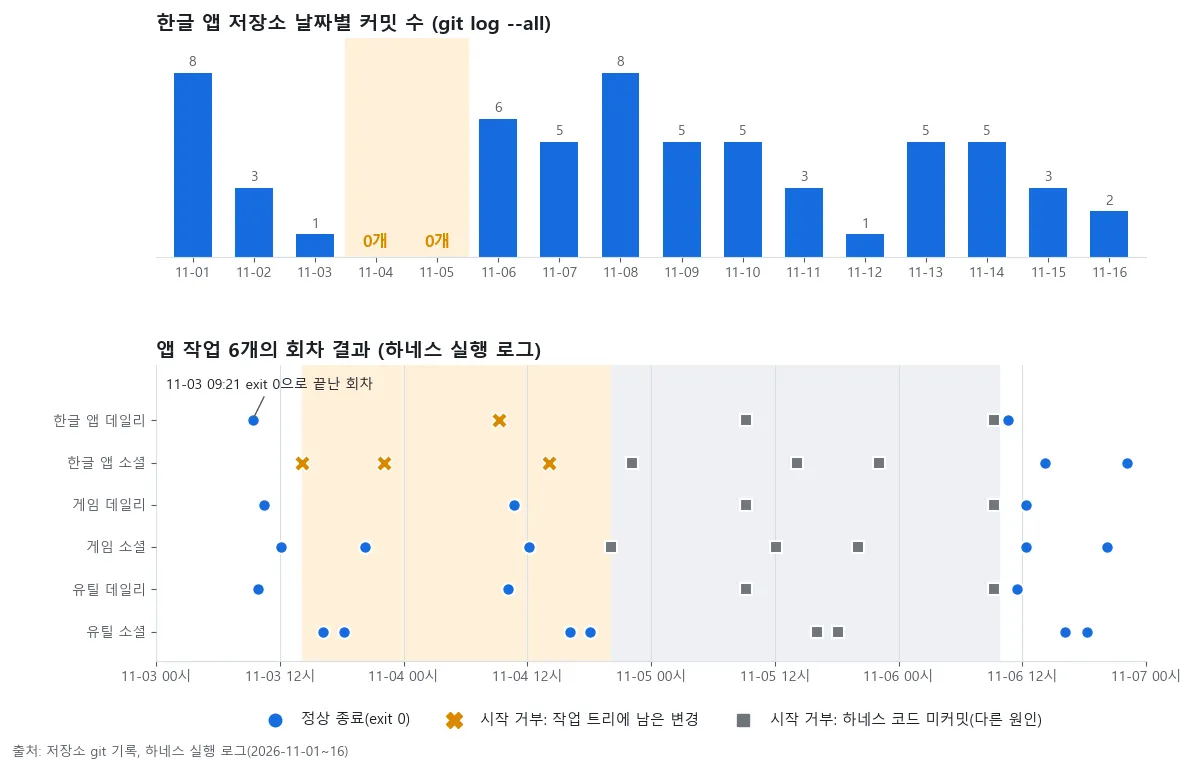 한글 앱 저장소 날짜별 커밋 수 (git log --all)
8 3 1 0개 0개 6 5 8 5 5 3 1 5 5 3 2
11-01 11-02 11-03 11-04 11-05 11-06 11-07 11-08 11-09 11-10 11-11 11-12 11-13 11-14 11-15 11-16
앱 작업 6개의 회차 결과 (하네스 실행 로그)
11-03 09:21 exit 0으로 끝난 회차
한글 앱 데일리
한글 앱 소셜
게임 데일리
게임 소셜
유틸 데일리
유틸 소셜
11-03 00시 11-03 12시 11-04 00시 11-04 12시 11-05 00시 11-05 12시 11-06 00시 11-06 12시 11-07 00시
정상 종료(exit 0) 시작 거부: 작업 트리에 남은 변경 시작 거부: 하네스 코드 미커밋(다른 원인)
출처: 저장소 git 기록, 하네스 실행 로그(2026-11-01~16)